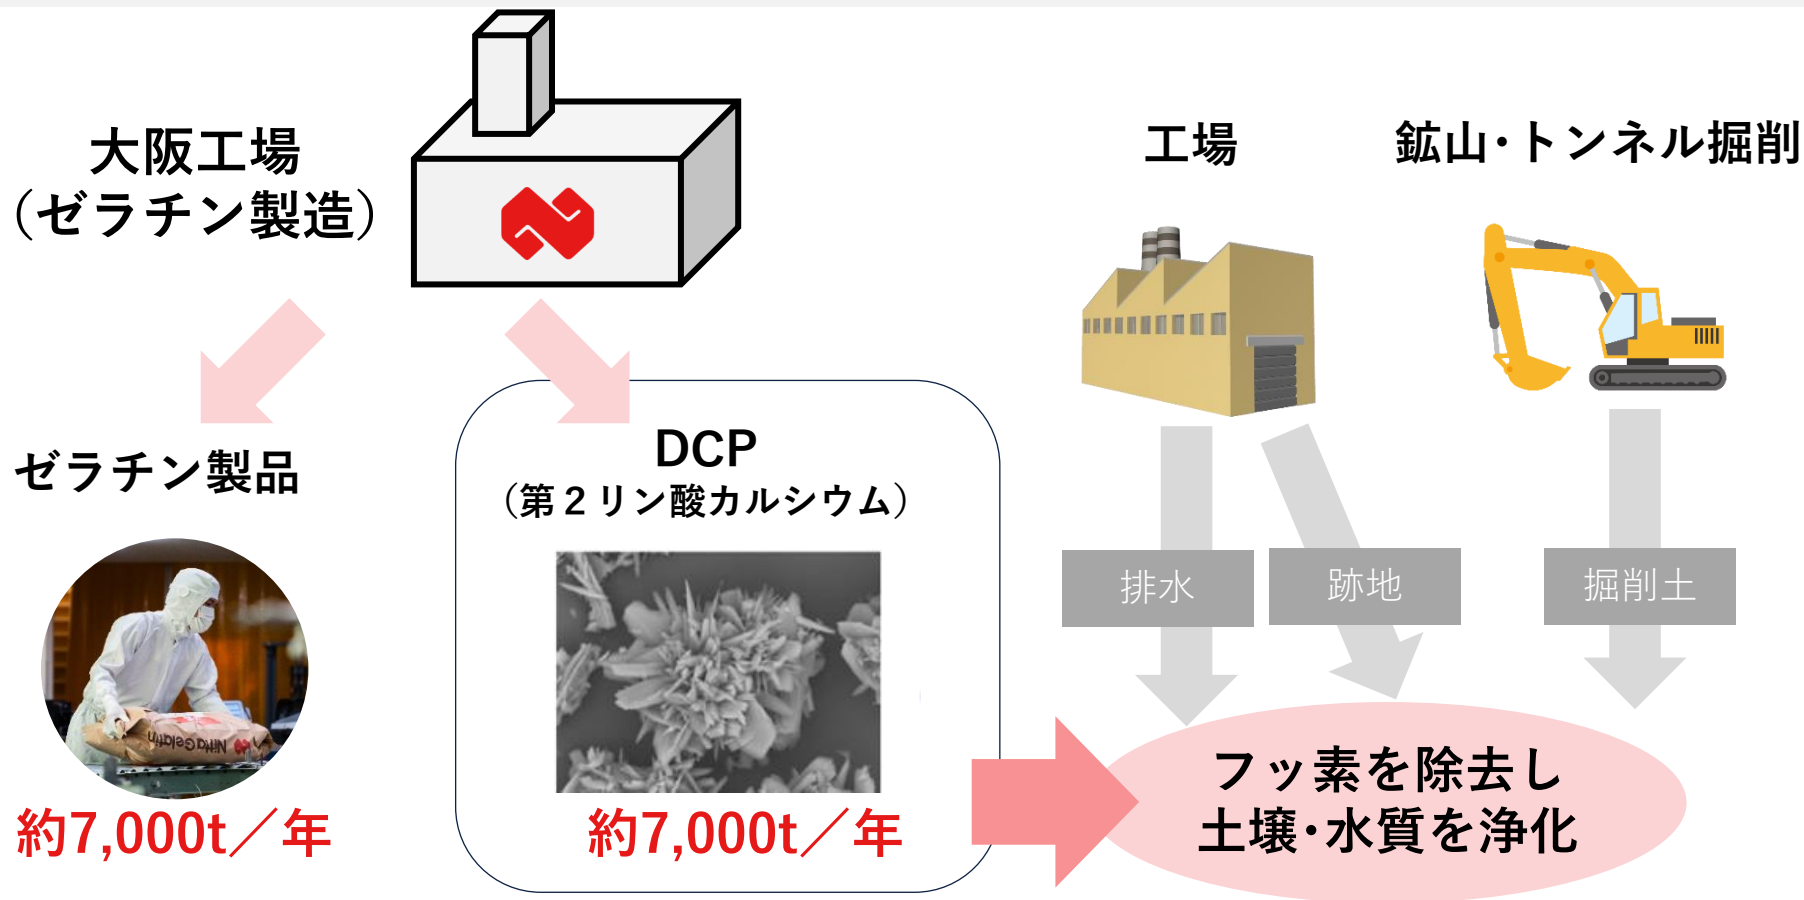 大阪工場
（ゼラチン製造）
工場
鉱山・トンネル掘削
ゼラチン製品
DCP
（第２リン酸カルシウム）
排水
跡地
掘削土
Nitta Gelatin
約7,000t／年
約7,000t／年
フッ素を除去し
土壌・水質を浄化